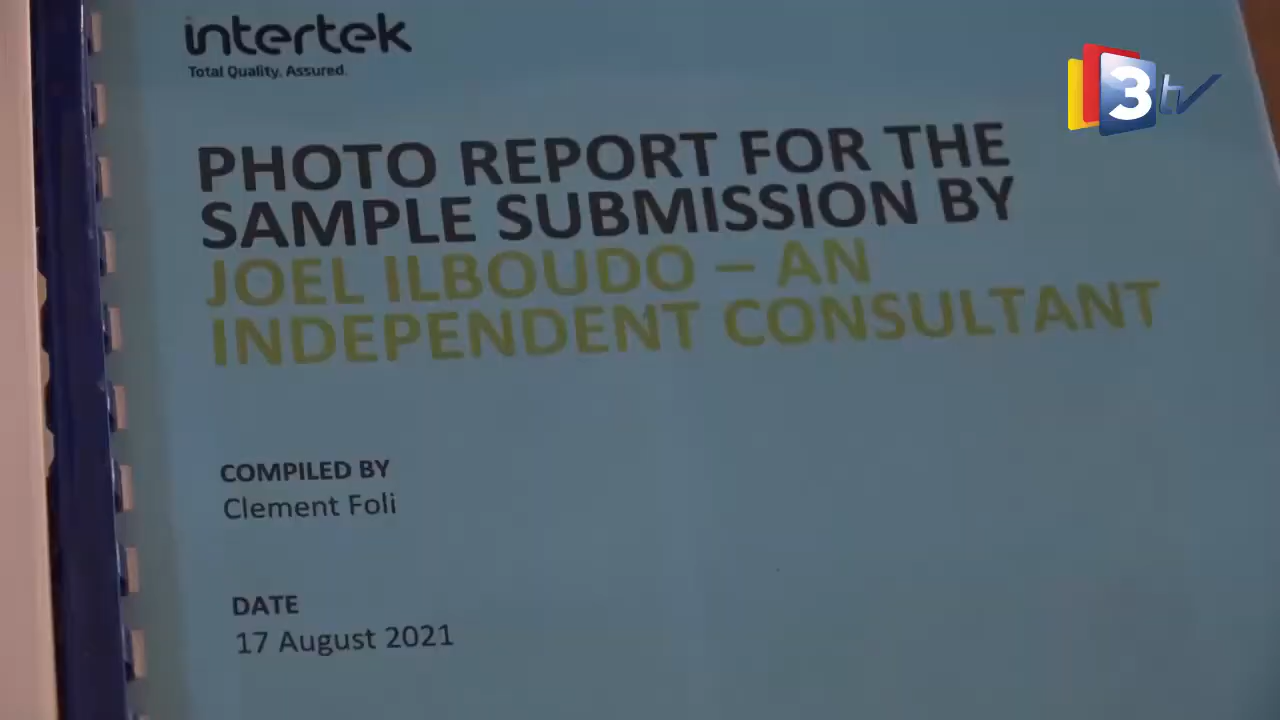 intertek
Total Quality. Assured.
3tv
PHOTO REPORT FOR THE
SAMPLE SUBMISSION BY
JOEL ILBOUDO – AN
INDEPENDENT CONSULTANT
COMPILED BY
Clement Foli
DATE
17 August 2021